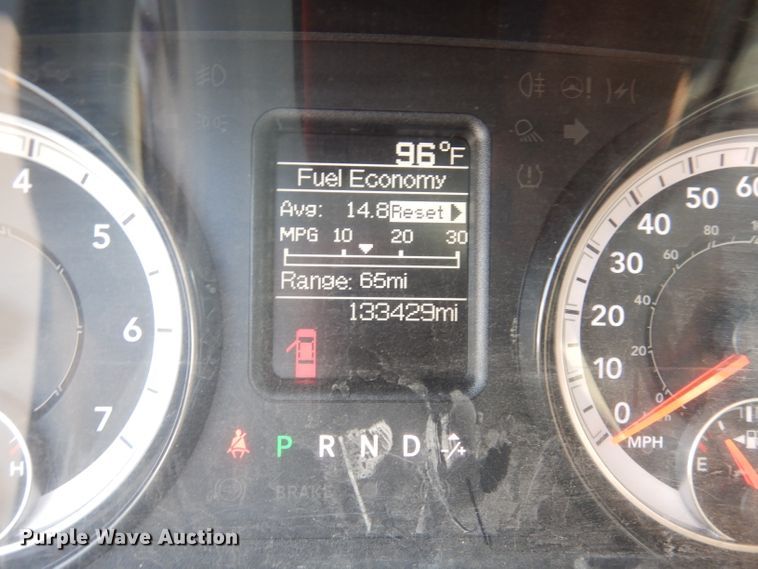 96°F
Fuel Economy
Avg: 14.8 Reset
MPG 10 20 30
Range: 65mi
133429mi
4
5
6
7
H
P R N D
BRAKE
60
50
40
30
20
10
0
MPH
80
60
40
20
E
Purple Wave Auction